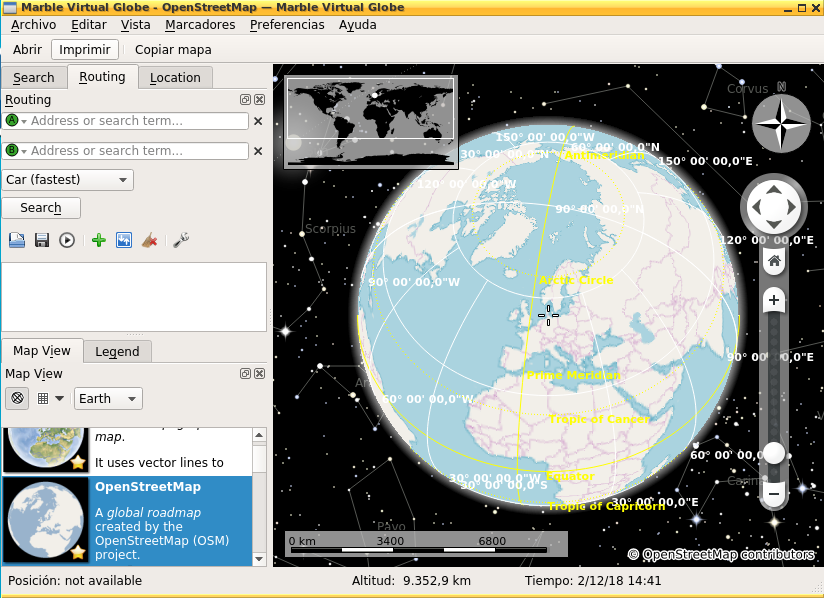 Marble Virtual Globe - OpenStreetMap — Marble Virtual Globe
Archivo Editar Vista Marcadores Preferencias Ayuda
Abrir Imprimir Copiar mapa
Search Routing Location
Routing
A Address or search term...
B Address or search term...
Car (fastest)
Search
Map View Legend
Map View
Earth
map.
It uses vector lines to
OpenStreetMap
A global roadmap
created by the
OpenStreetMap (OSM)
project.
Corvus N
150° 00' 00,0"W
60° 00' 00,0"N
30° 00' 00,0"N
Antimeridian
150° 00' 00,0"E
120° 00' 00,0"W
90° 00' 00,0"N
Scorpius
120° 00' 00,0"E
Arctic Circle
90° 00' 00,0"W
90° 00' 00,0"E
Prime Meridian
60° 00' 00,0"W
Tropic of Cancer
60° 00' 00,0
Equator
30° 00' 00,0"W
30° 00' 00,0"S
30° 00' 00,0"E
Tropic of Capricorn
Pavo
0 km 3400 6800
© OpenStreetMap contributors
Posición: not available Altitud: 9.352,9 km Tiempo: 2/12/18 14:41